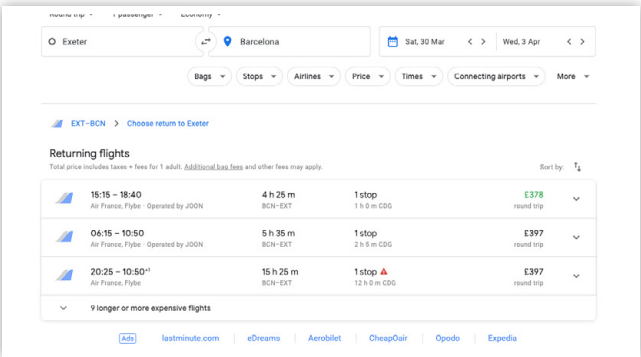 Round trip 1 passenger Economy
Exeter Barcelona Sat, 30 Mar < > Wed, 3 Apr < >
Bags Stops Airlines Price Times Connecting airports More
EXT–BCN > Choose return to Exeter
Returning flights
Total price includes taxes + fees for 1 adult. Additional bag fees and other fees may apply. Sort by:
15:15 – 18:40 4 h 25 m 1 stop £378
Air France, Flybe · Operated by JOON BCN–EXT 1 h 0 m CDG round trip
06:15 – 10:50 5 h 35 m 1 stop £397
Air France, Flybe · Operated by JOON BCN–EXT 2 h 5 m CDG round trip
20:25 – 10:50+1 15 h 25 m 1 stop £397
Air France, Flybe BCN–EXT 12 h 0 m CDG round trip
9 longer or more expensive flights
Ads lastminute.com eDreams Aerobilet CheapOair Opodo Expedia